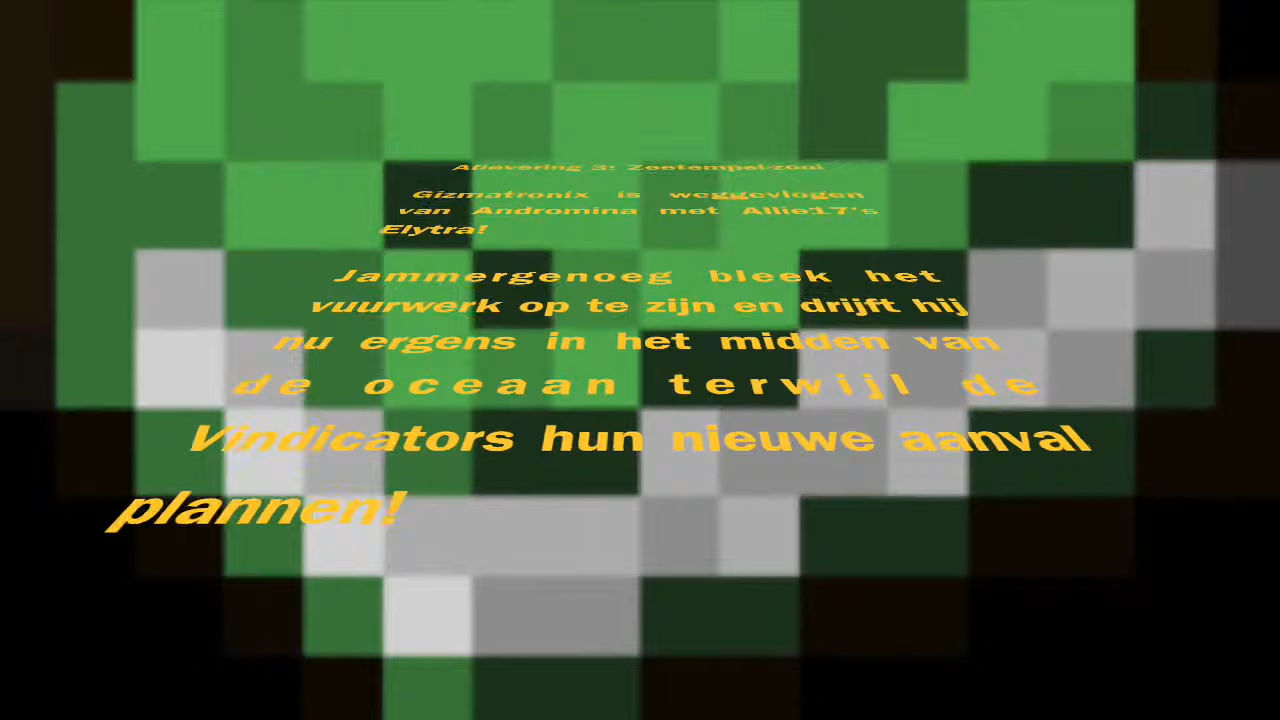 Aflevering 3: Zeetempel-zooi
Gizmatronix is weggevlogen
van Andromina met Allie17's
Elytra!
Jammergenoeg bleek het
vuurwerk op te zijn en drijft hij
nu ergens in het midden van
de oceaan terwijl de
Vindicators hun nieuwe aanval
plannen!